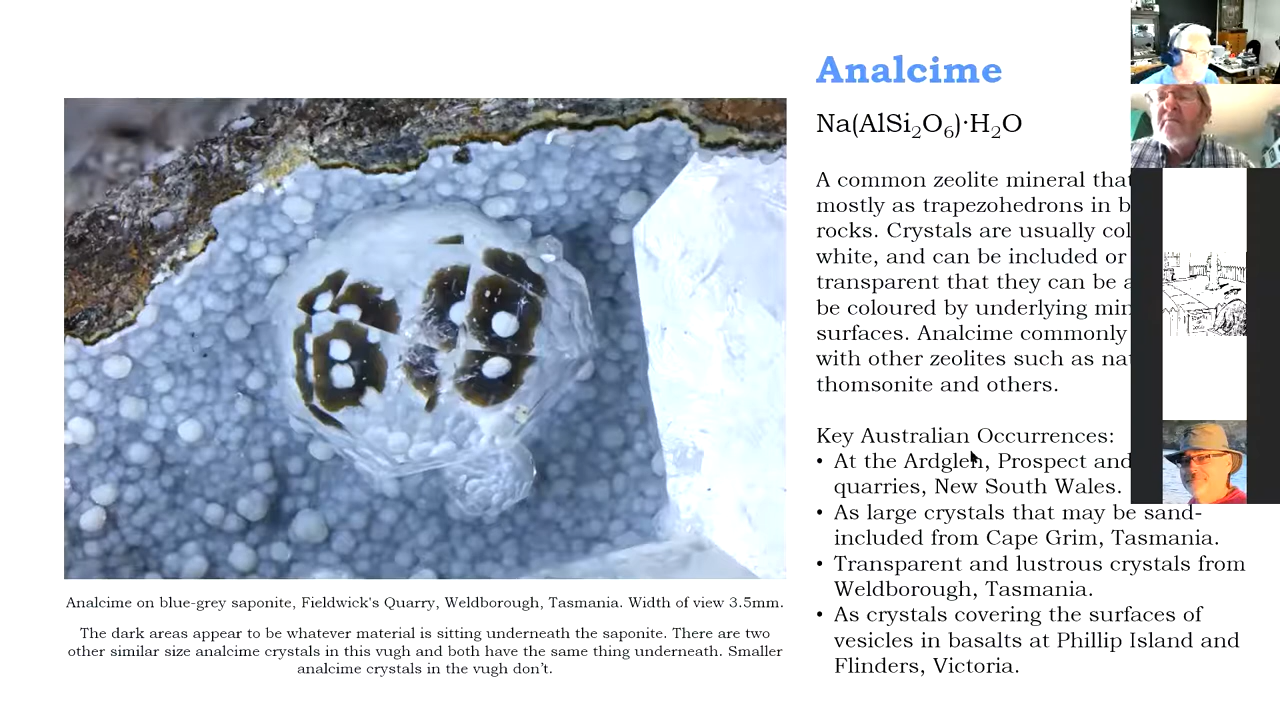 Analcime
Na(AlSi₂O₆)·H₂O
A common zeolite mineral that
mostly as trapezohedrons in
rocks. Crystals are usually
white, and can be included or
transparent that they can be
be coloured by underlying
surfaces. Analcime commonly
with other zeolites such as
thomsonite and others.
Key Australian Occurrences:
• At the Ardglen, Prospect and
quarries, New South Wales.
• As large crystals that may be sand-
included from Cape Grim, Tasmania.
• Transparent and lustrous crystals from
Weldborough, Tasmania.
• As crystals covering the surfaces of
vesicles in basalts at Phillip Island and
Flinders, Victoria.
Analcime on blue-grey saponite, Fieldwick's Quarry, Weldborough, Tasmania. Width of view 3.5mm.
The dark areas appear to be whatever material is sitting underneath the saponite. There are two
other similar size analcime crystals in this vugh and both have the same thing underneath. Smaller
analcime crystals in the vugh don't.